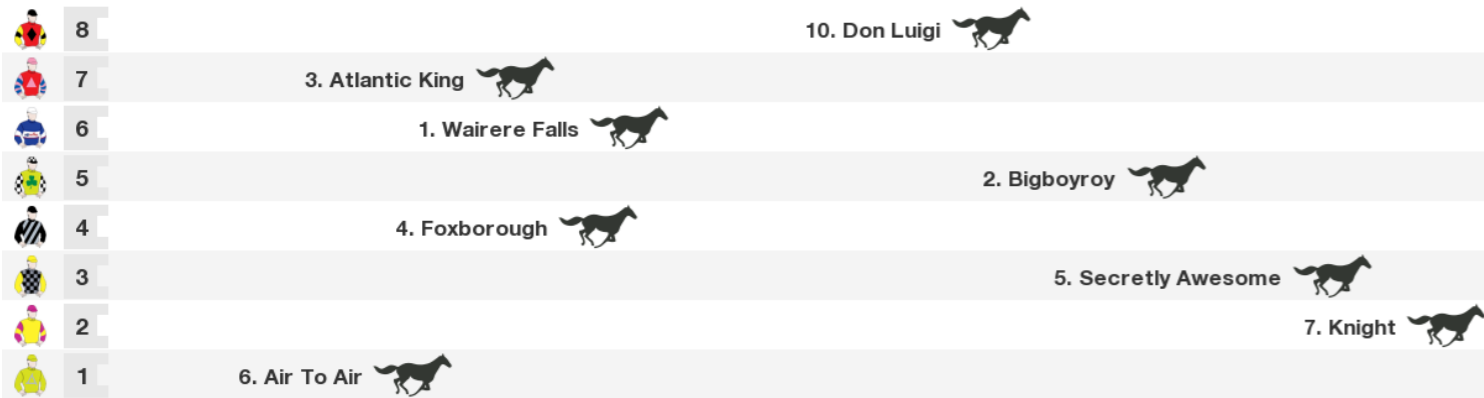 8 10. Don Luigi
7 3. Atlantic King
6 1. Wairere Falls
5 2. Bigboyroy
4 4. Foxborough
3 5. Secretly Awesome
2 7. Knight
1 6. Air To Air